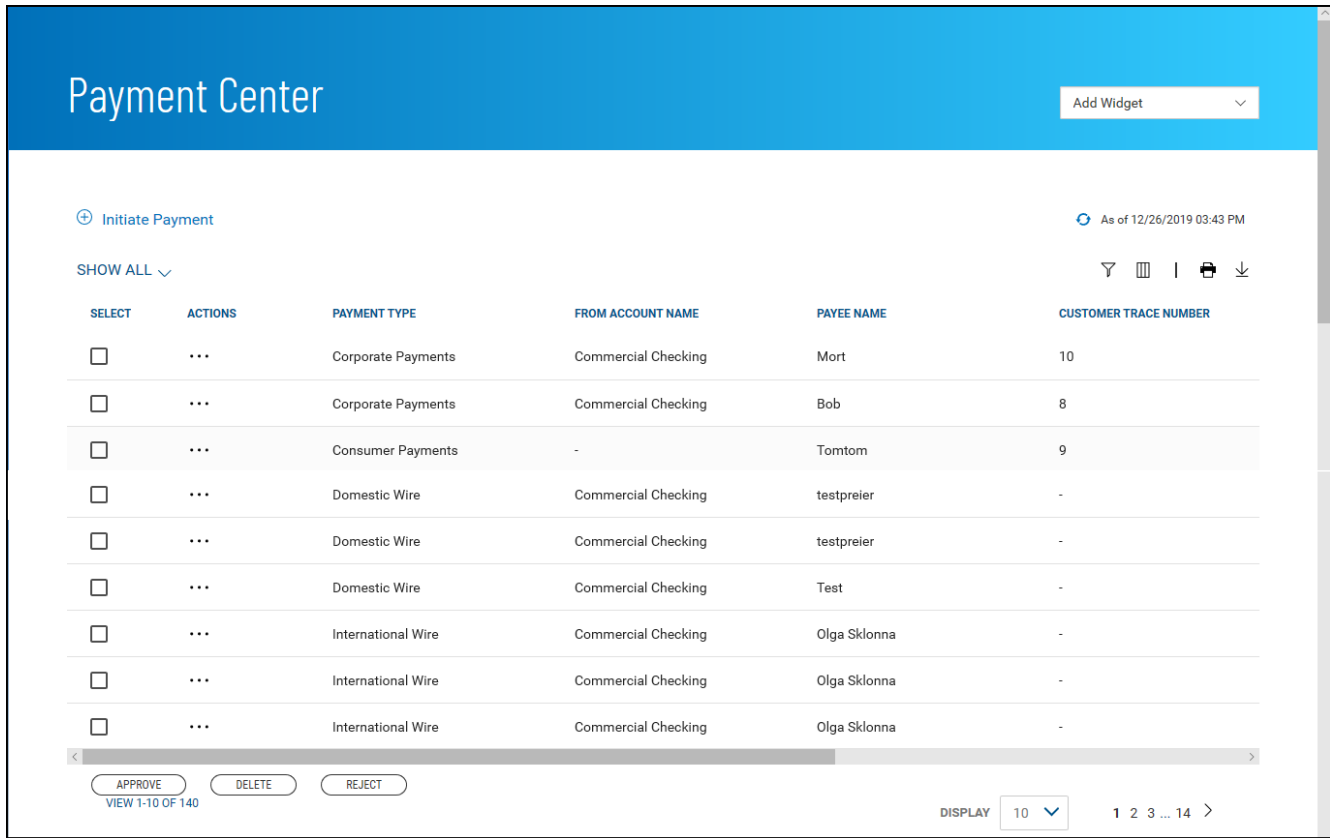 Payment Center
Add Widget
Initiate Payment
As of 12/26/2019 03:43 PM
SHOW ALL
SELECT ACTIONS PAYMENT TYPE FROM ACCOUNT NAME PAYEE NAME CUSTOMER TRACE NUMBER
... Corporate Payments Commercial Checking Mort 10
... Corporate Payments Commercial Checking Bob 8
... Consumer Payments - Tomtom 9
... Domestic Wire Commercial Checking testpreier -
... Domestic Wire Commercial Checking testpreier -
... Domestic Wire Commercial Checking Test -
... International Wire Commercial Checking Olga Sklonna -
... International Wire Commercial Checking Olga Sklonna -
... International Wire Commercial Checking Olga Sklonna -
APPROVE DELETE REJECT
VIEW 1-10 OF 140
DISPLAY 10 1 2 3 ... 14 >